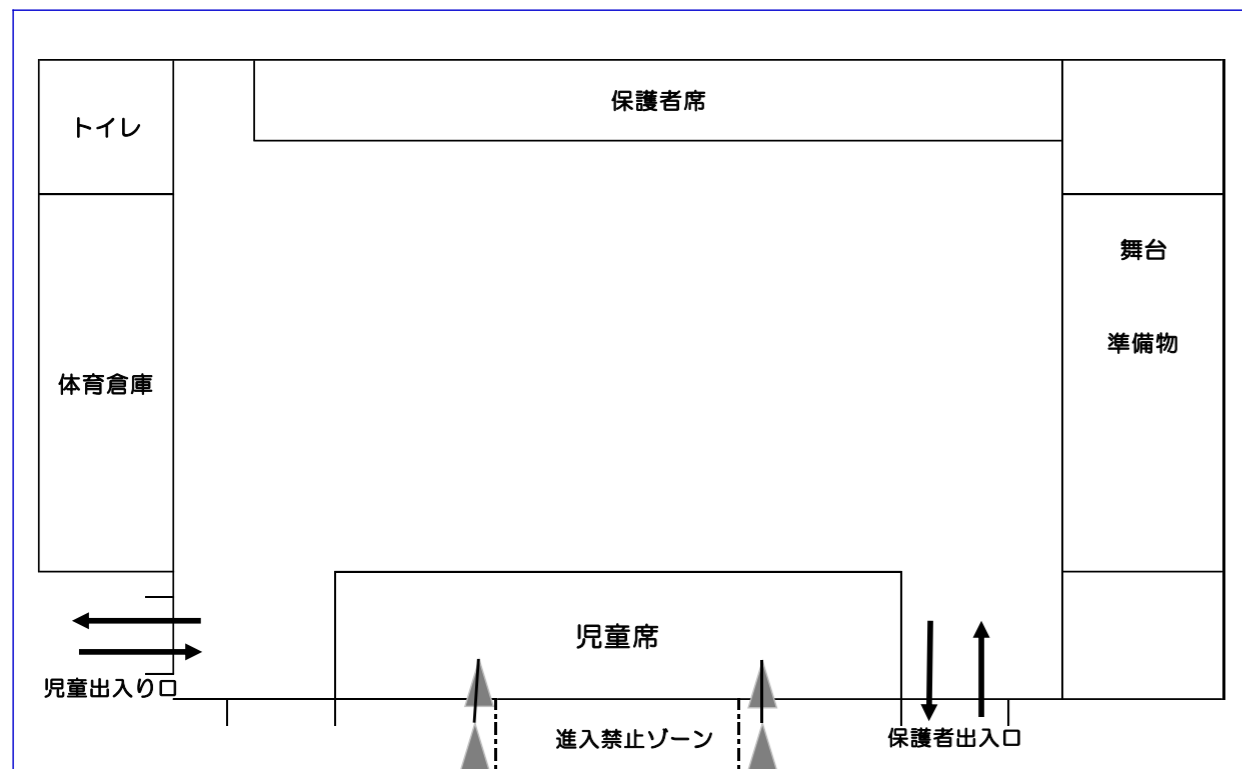 保護者席
トイレ
舞台
準備物
体育倉庫
児童席
児童出入り口
進入禁止ゾーン
保護者出入口